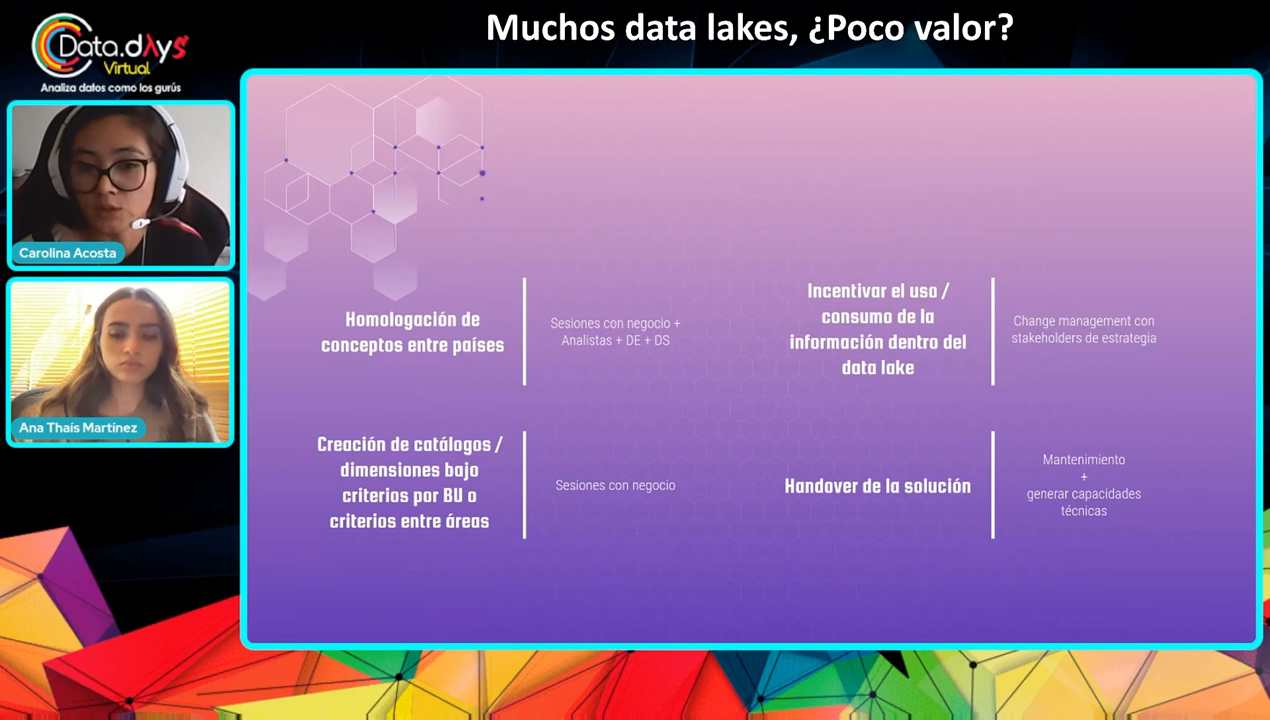 Muchos data lakes, ¿Poco valor?
Data.dAys
Virtual
Analiza datos como los gurús
Carolina Acosta
Ana Thaís Martínez
Homologación de
conceptos entre países
Sesiones con negocio +
Analistas + DE + DS
Incentivar el uso /
consumo de la
información dentro del
data lake
Change management con
stakeholders de estrategia
Creación de catálogos /
dimensiones bajo
criterios por BU o
criterios entre áreas
Sesiones con negocio
Handover de la solución
Mantenimiento
+
generar capacidades
técnicas